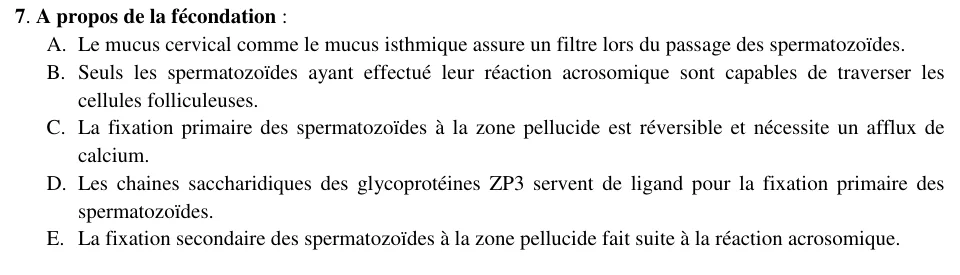 7. A propos de la fécondation :
A. Le mucus cervical comme le mucus isthmique assure un filtre lors du passage des spermatozoïdes.
B. Seuls les spermatozoïdes ayant effectué leur réaction acrosomique sont capables de traverser les
cellules folliculeuses.
C. La fixation primaire des spermatozoïdes à la zone pellucide est réversible et nécessite un afflux de
calcium.
D. Les chaines saccharidiques des glycoprotéines ZP3 servent de ligand pour la fixation primaire des
spermatozoïdes.
E. La fixation secondaire des spermatozoïdes à la zone pellucide fait suite à la réaction acrosomique.